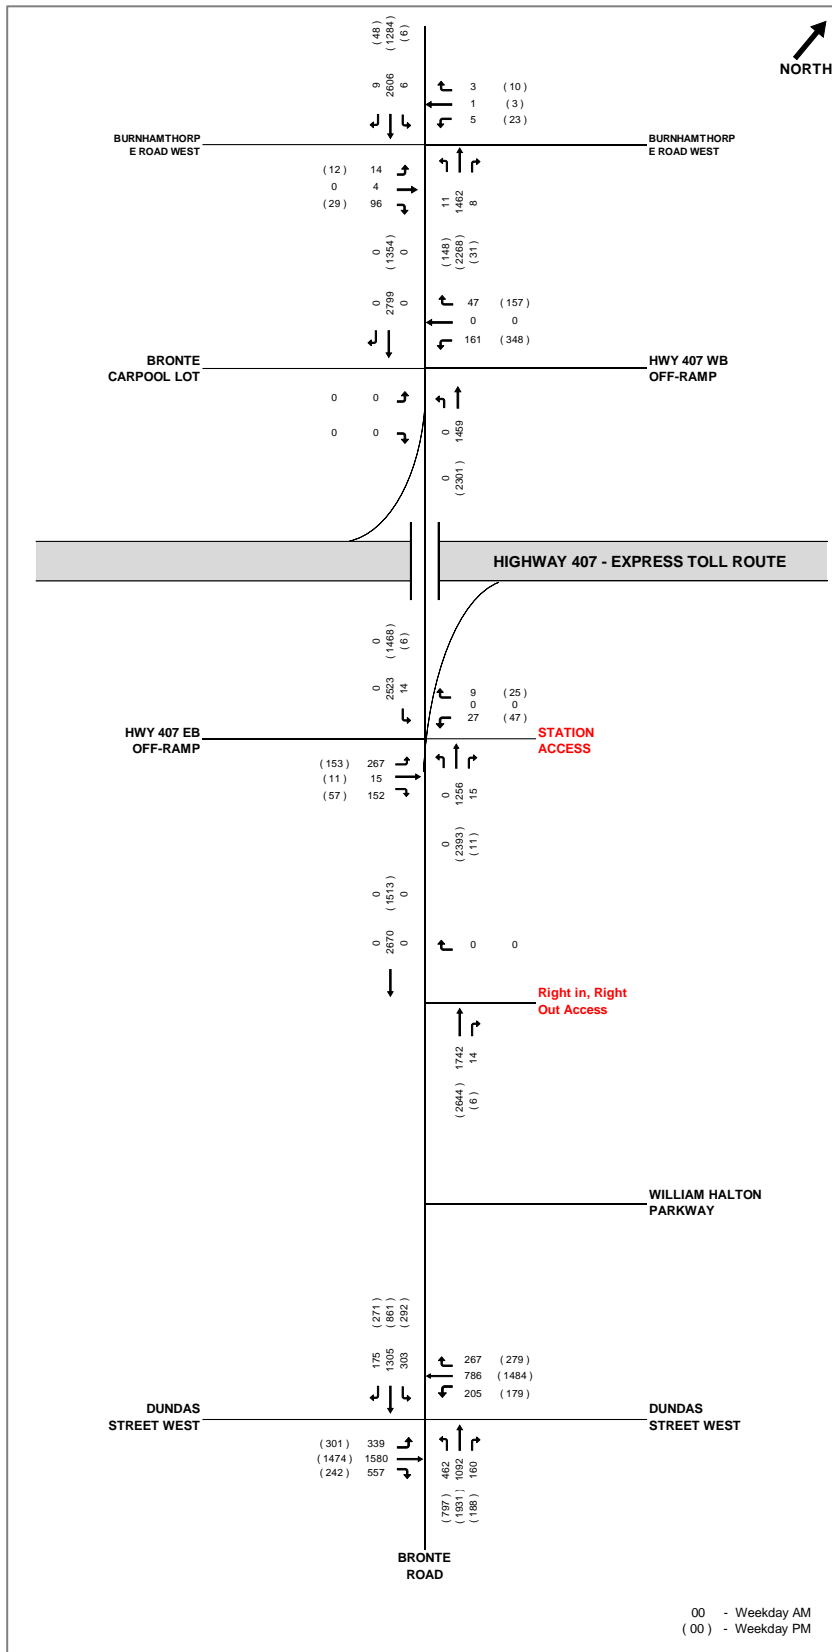 NORTH
( 48 ) ( 1284 ) ( 6 )
9 2606 6
3 ( 10 )
1 ( 3 )
5 ( 23 )
BURNHAMTHORP
E ROAD WEST
BURNHAMTHORP
E ROAD WEST
( 12 ) 14
0 4
( 29 ) 96
11 1462 8
( 148 ) ( 2268 ) ( 31 )
0 ( 1354 ) 0
0 2799 0
47 ( 157 )
0 0
161 ( 348 )
BRONTE
CARPOOL LOT
HWY 407 WB
OFF-RAMP
0 0
0 0
0 1459
0 ( 2301 )
HIGHWAY 407 - EXPRESS TOLL ROUTE
0 ( 1468 ) ( 6 )
0 2523 14
9 ( 25 )
0 0
27 ( 47 )
HWY 407 EB
OFF-RAMP
STATION
ACCESS
( 153 ) 267
( 11 ) 15
( 57 ) 152
0 1256 15
0 ( 2393 ) ( 11 )
0 ( 1513 ) 0
0 2670 0
0 0
Right in, Right
Out Access
1742 14
( 2644 ) ( 6 )
WILLIAM HALTON
PARKWAY
( 271 ) ( 861 ) ( 292 )
175 1305 303
267 ( 279 )
786 ( 1484 )
205 ( 179 )
DUNDAS
STREET WEST
DUNDAS
STREET WEST
( 301 ) 339
( 1474 ) 1580
( 242 ) 557
462 1092 160
( 797 ) ( 1931 ) ( 188 )
BRONTE
ROAD
00 - Weekday AM
( 00 ) - Weekday PM